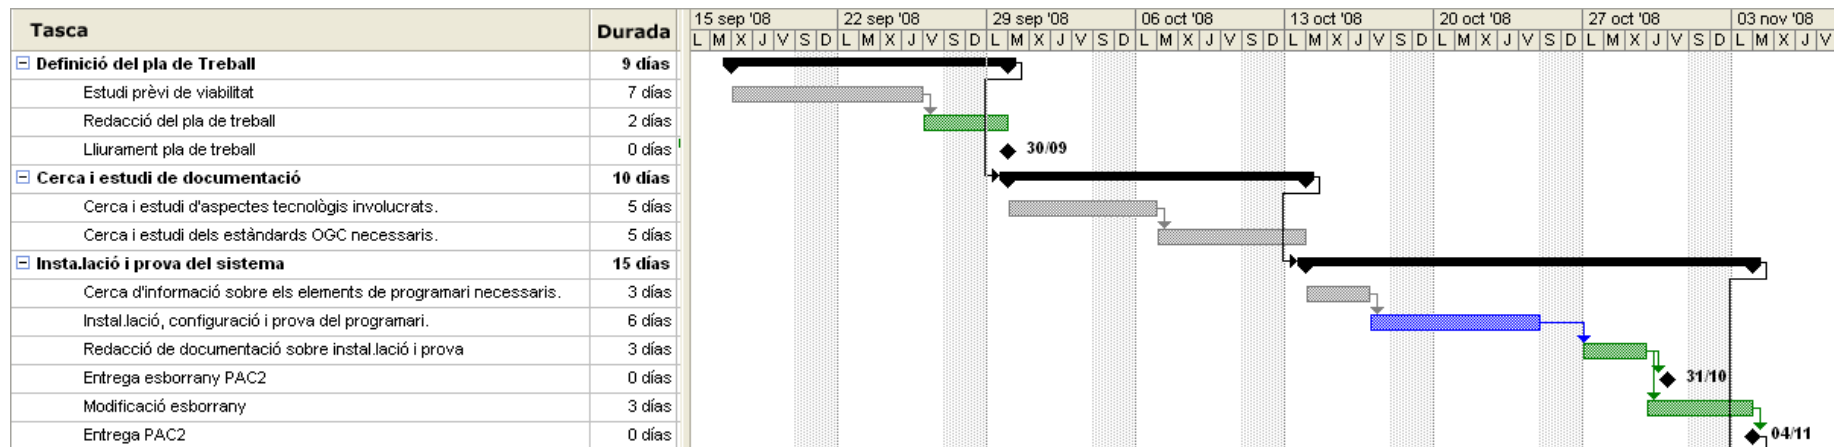 Tasca Durada 15 sep '08 22 sep '08 29 sep '08 06 oct '08 13 oct '08 20 oct '08 27 oct '08 03 nov '08
L M X J V S D L M X J V S D L M X J V S D L M X J V S D L M X J V S D L M X J V S D L M X J V S D L M X J V
Definició del pla de Treball 9 días
Estudi prèvi de viabilitat 7 días
Redacció del pla de treball 2 días
Lliurament pla de treball 0 días 30/09
Cerca i estudi de documentació 10 días
Cerca i estudi d'aspectes tecnològis involucrats. 5 días
Cerca i estudi dels estàndards OGC necessaris. 5 días
Insta.lació i prova del sistema 15 días
Cerca d'informació sobre els elements de programari necessaris. 3 días
Instal.lació, configuració i prova del programari. 6 días
Redacció de documentació sobre instal.lació i prova 3 días
Entrega esborrany PAC2 0 días 31/10
Modificació esborrany 3 días
Entrega PAC2 0 días 04/11